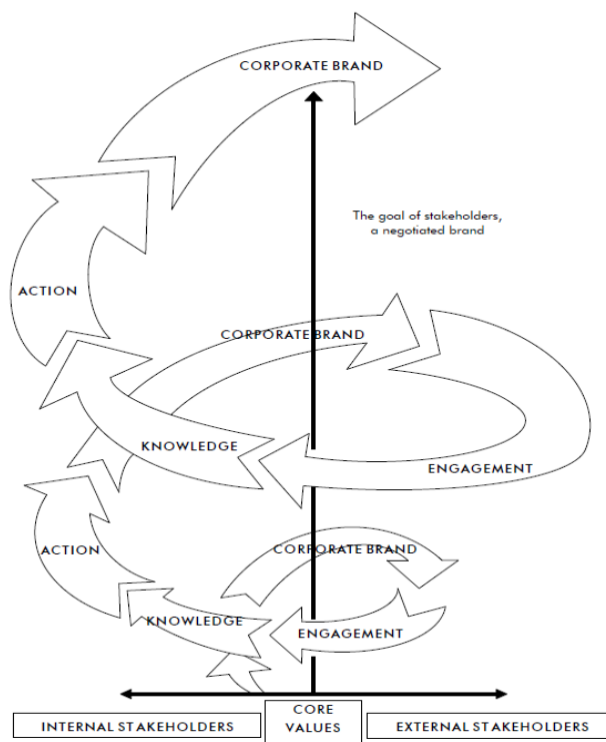 CORPORATE BRAND
The goal of stakeholders,
a negotiated brand
ACTION
CORPORATE BRAND
KNOWLEDGE
ENGAGEMENT
ACTION
CORPORATE BRAND
KNOWLEDGE
ENGAGEMENT
INTERNAL STAKEHOLDERS
CORE
VALUES
EXTERNAL STAKEHOLDERS